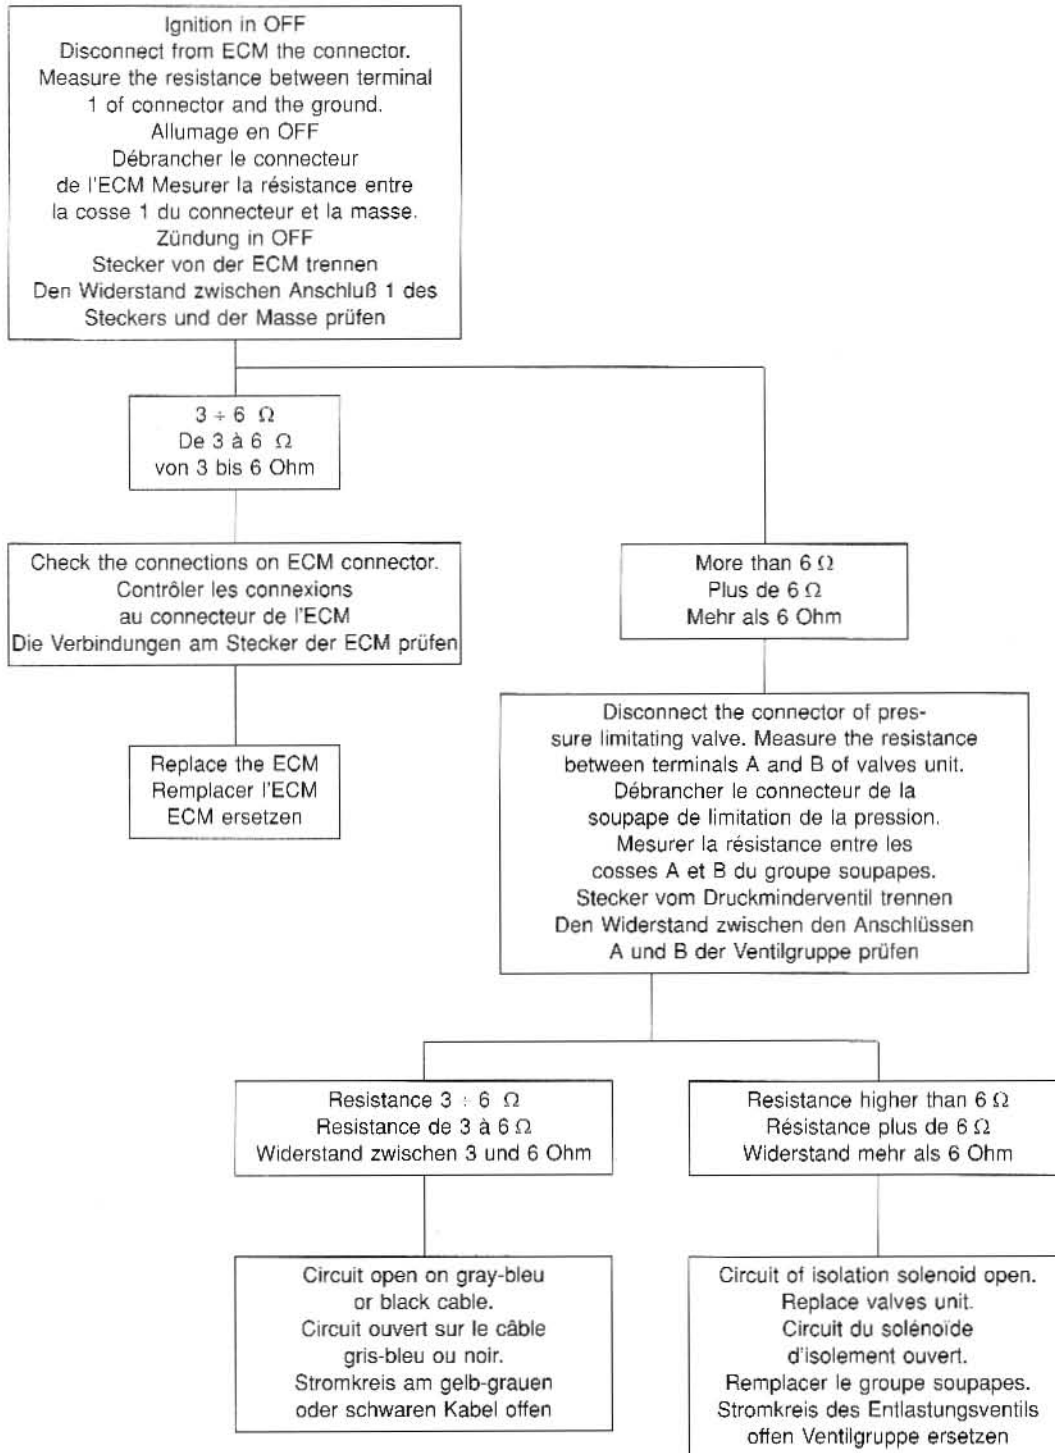 Ignition in OFF
Disconnect from ECM the connector.
Measure the resistance between terminal
1 of connector and the ground.
Allumage en OFF
Débrancher le connecteur
de l'ECM Mesurer la résistance entre
la cosse 1 du connecteur et la masse.
Zündung in OFF
Stecker von der ECM trennen
Den Widerstand zwischen Anschluß 1 des
Steckers und der Masse prüfen
3 ÷ 6 Ω
De 3 à 6 Ω
von 3 bis 6 Ohm
Check the connections on ECM connector.
Contrôler les connexions
au connecteur de l'ECM
Die Verbindungen am Stecker der ECM prüfen
More than 6 Ω
Plus de 6 Ω
Mehr als 6 Ohm
Replace the ECM
Remplacer l'ECM
ECM ersetzen
Disconnect the connector of pres-
sure limitating valve. Measure the resistance
between terminals A and B of valves unit.
Débrancher le connecteur de la
soupape de limitation de la pression.
Mesurer la résistance entre les
cosses A et B du groupe soupapes.
Stecker vom Druckminderventil trennen
Den Widerstand zwischen den Anschlüssen
A und B der Ventilgruppe prüfen
Resistance 3 ÷ 6 Ω
Resistance de 3 à 6 Ω
Widerstand zwischen 3 und 6 Ohm
Resistance higher than 6 Ω
Résistance plus de 6 Ω
Widerstand mehr als 6 Ohm
Circuit open on gray-bleu
or black cable.
Circuit ouvert sur le câble
gris-bleu ou noir.
Stromkreis am gelb-grauen
oder schwaren Kabel offen
Circuit of isolation solenoid open.
Replace valves unit.
Circuit du solénoïde
d'isolement ouvert.
Remplacer le groupe soupapes.
Stromkreis des Entlastungsventils
offen Ventilgruppe ersetzen